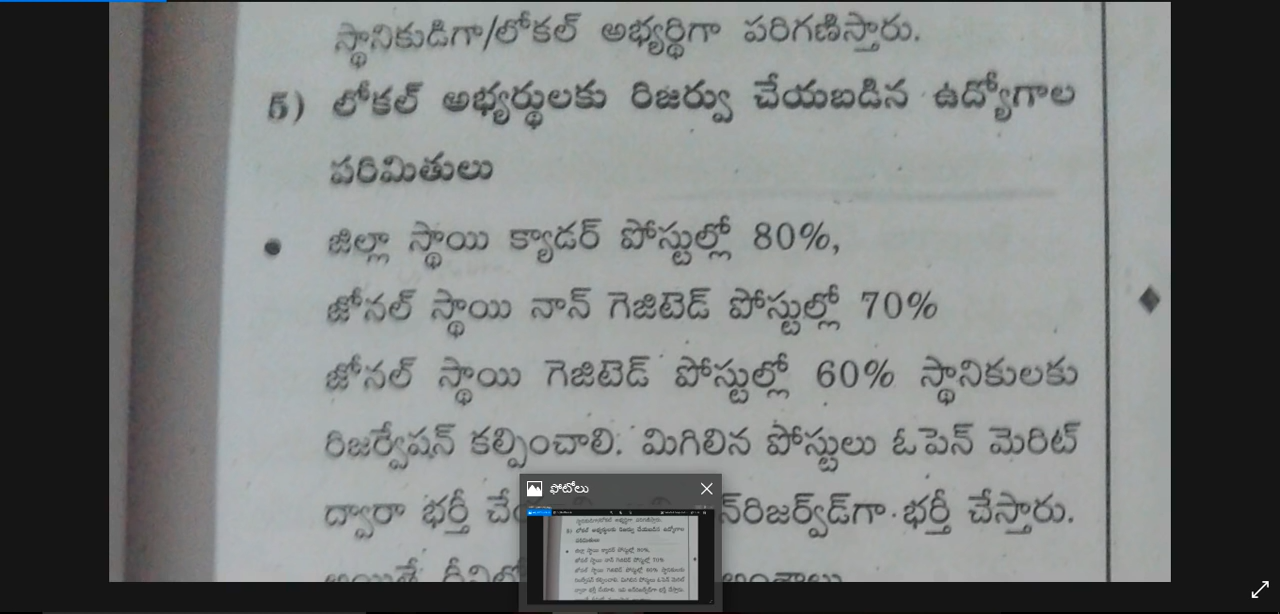 స్థానికుడిగా/లోకల్ అభ్యర్థిగా పరిగణిస్తారు.
5) లోకల్ అభ్యర్థులకు రిజర్వు చేయబడిన ఉద్యోగాల
పరిమితులు
● జిల్లా స్థాయి క్యాడర్ పోస్టుల్లో 80%,
జోనల్ స్థాయి నాన్ గెజిటెడ్ పోస్టుల్లో 70%
జోనల్ స్థాయి గెజిటెడ్ పోస్టుల్లో 60% స్థానికులకు
రిజర్వేషన్ కల్పించాలి. మిగిలిన పోస్టులు ఓపెన్ మెరిట్
ద్వారా భర్తీ న్‌రిజర్వ్‌డ్‌గా భర్తీ చేస్తారు.
ఫోటోలు